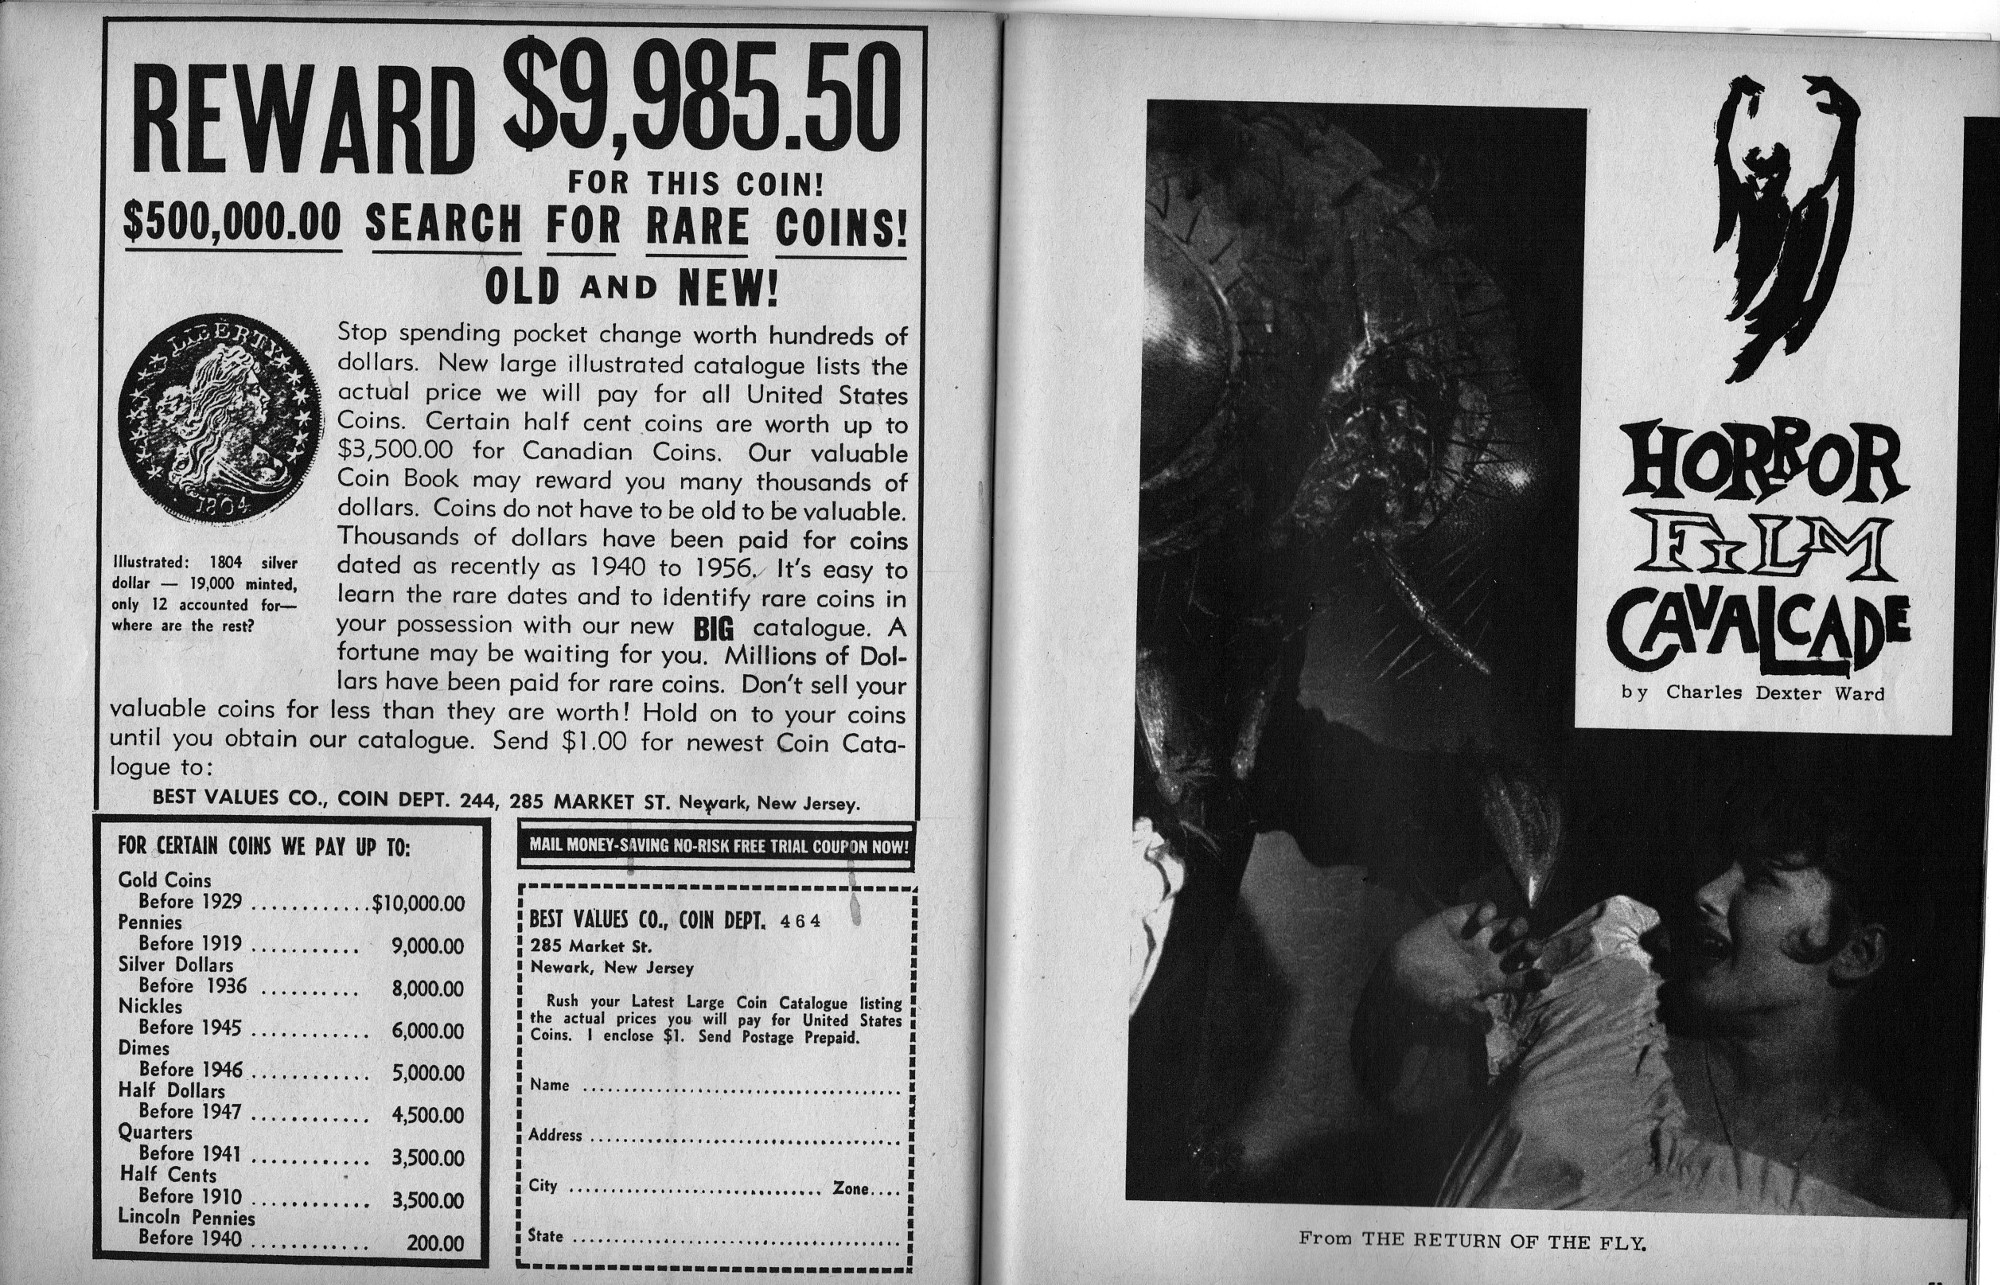 REWARD $9,985.50
FOR THIS COIN!
$500,000.00 SEARCH FOR RARE COINS!
OLD AND NEW!
LIBERTY
1804
Illustrated: 1804 silver
dollar — 19,000 minted,
only 12 accounted for—
where are the rest?
Stop spending pocket change worth hundreds of
dollars. New large illustrated catalogue lists the
actual price we will pay for all United States
Coins. Certain half cent coins are worth up to
$3,500.00 for Canadian Coins. Our valuable
Coin Book may reward you many thousands of
dollars. Coins do not have to be old to be valuable.
Thousands of dollars have been paid for coins
dated as recently as 1940 to 1956. It's easy to
learn the rare dates and to identify rare coins in
your possession with our new BIG catalogue. A
fortune may be waiting for you. Millions of Dol-
lars have been paid for rare coins. Don't sell your
valuable coins for less than they are worth! Hold on to your coins
until you obtain our catalogue. Send $1.00 for newest Coin Cata-
logue to:
BEST VALUES CO., COIN DEPT. 244, 285 MARKET ST. Newark, New Jersey.
FOR CERTAIN COINS WE PAY UP TO:
Gold Coins
Before 1929 ............$10,000.00
Pennies
Before 1919 ........... 9,000.00
Silver Dollars
Before 1936 .......... 8,000.00
Nickles
Before 1945 ............ 6,000.00
Dimes
Before 1946 ............ 5,000.00
Half Dollars
Before 1947 ............ 4,500.00
Quarters
Before 1941 ............ 3,500.00
Half Cents
Before 1910 ............ 3,500.00
Lincoln Pennies
Before 1940 ............ 200.00
MAIL MONEY-SAVING NO-RISK FREE TRIAL COUPON NOW!
BEST VALUES CO., COIN DEPT. 464
285 Market St.
Newark, New Jersey
Rush your Latest Large Coin Catalogue listing
the actual prices you will pay for United States
Coins. I enclose $1. Send Postage Prepaid.
Name ........................................
Address ........................................
City ................................ Zone....
State ..........................................
HORROR
FILM
CAVALCADE
by Charles Dexter Ward
From THE RETURN OF THE FLY.